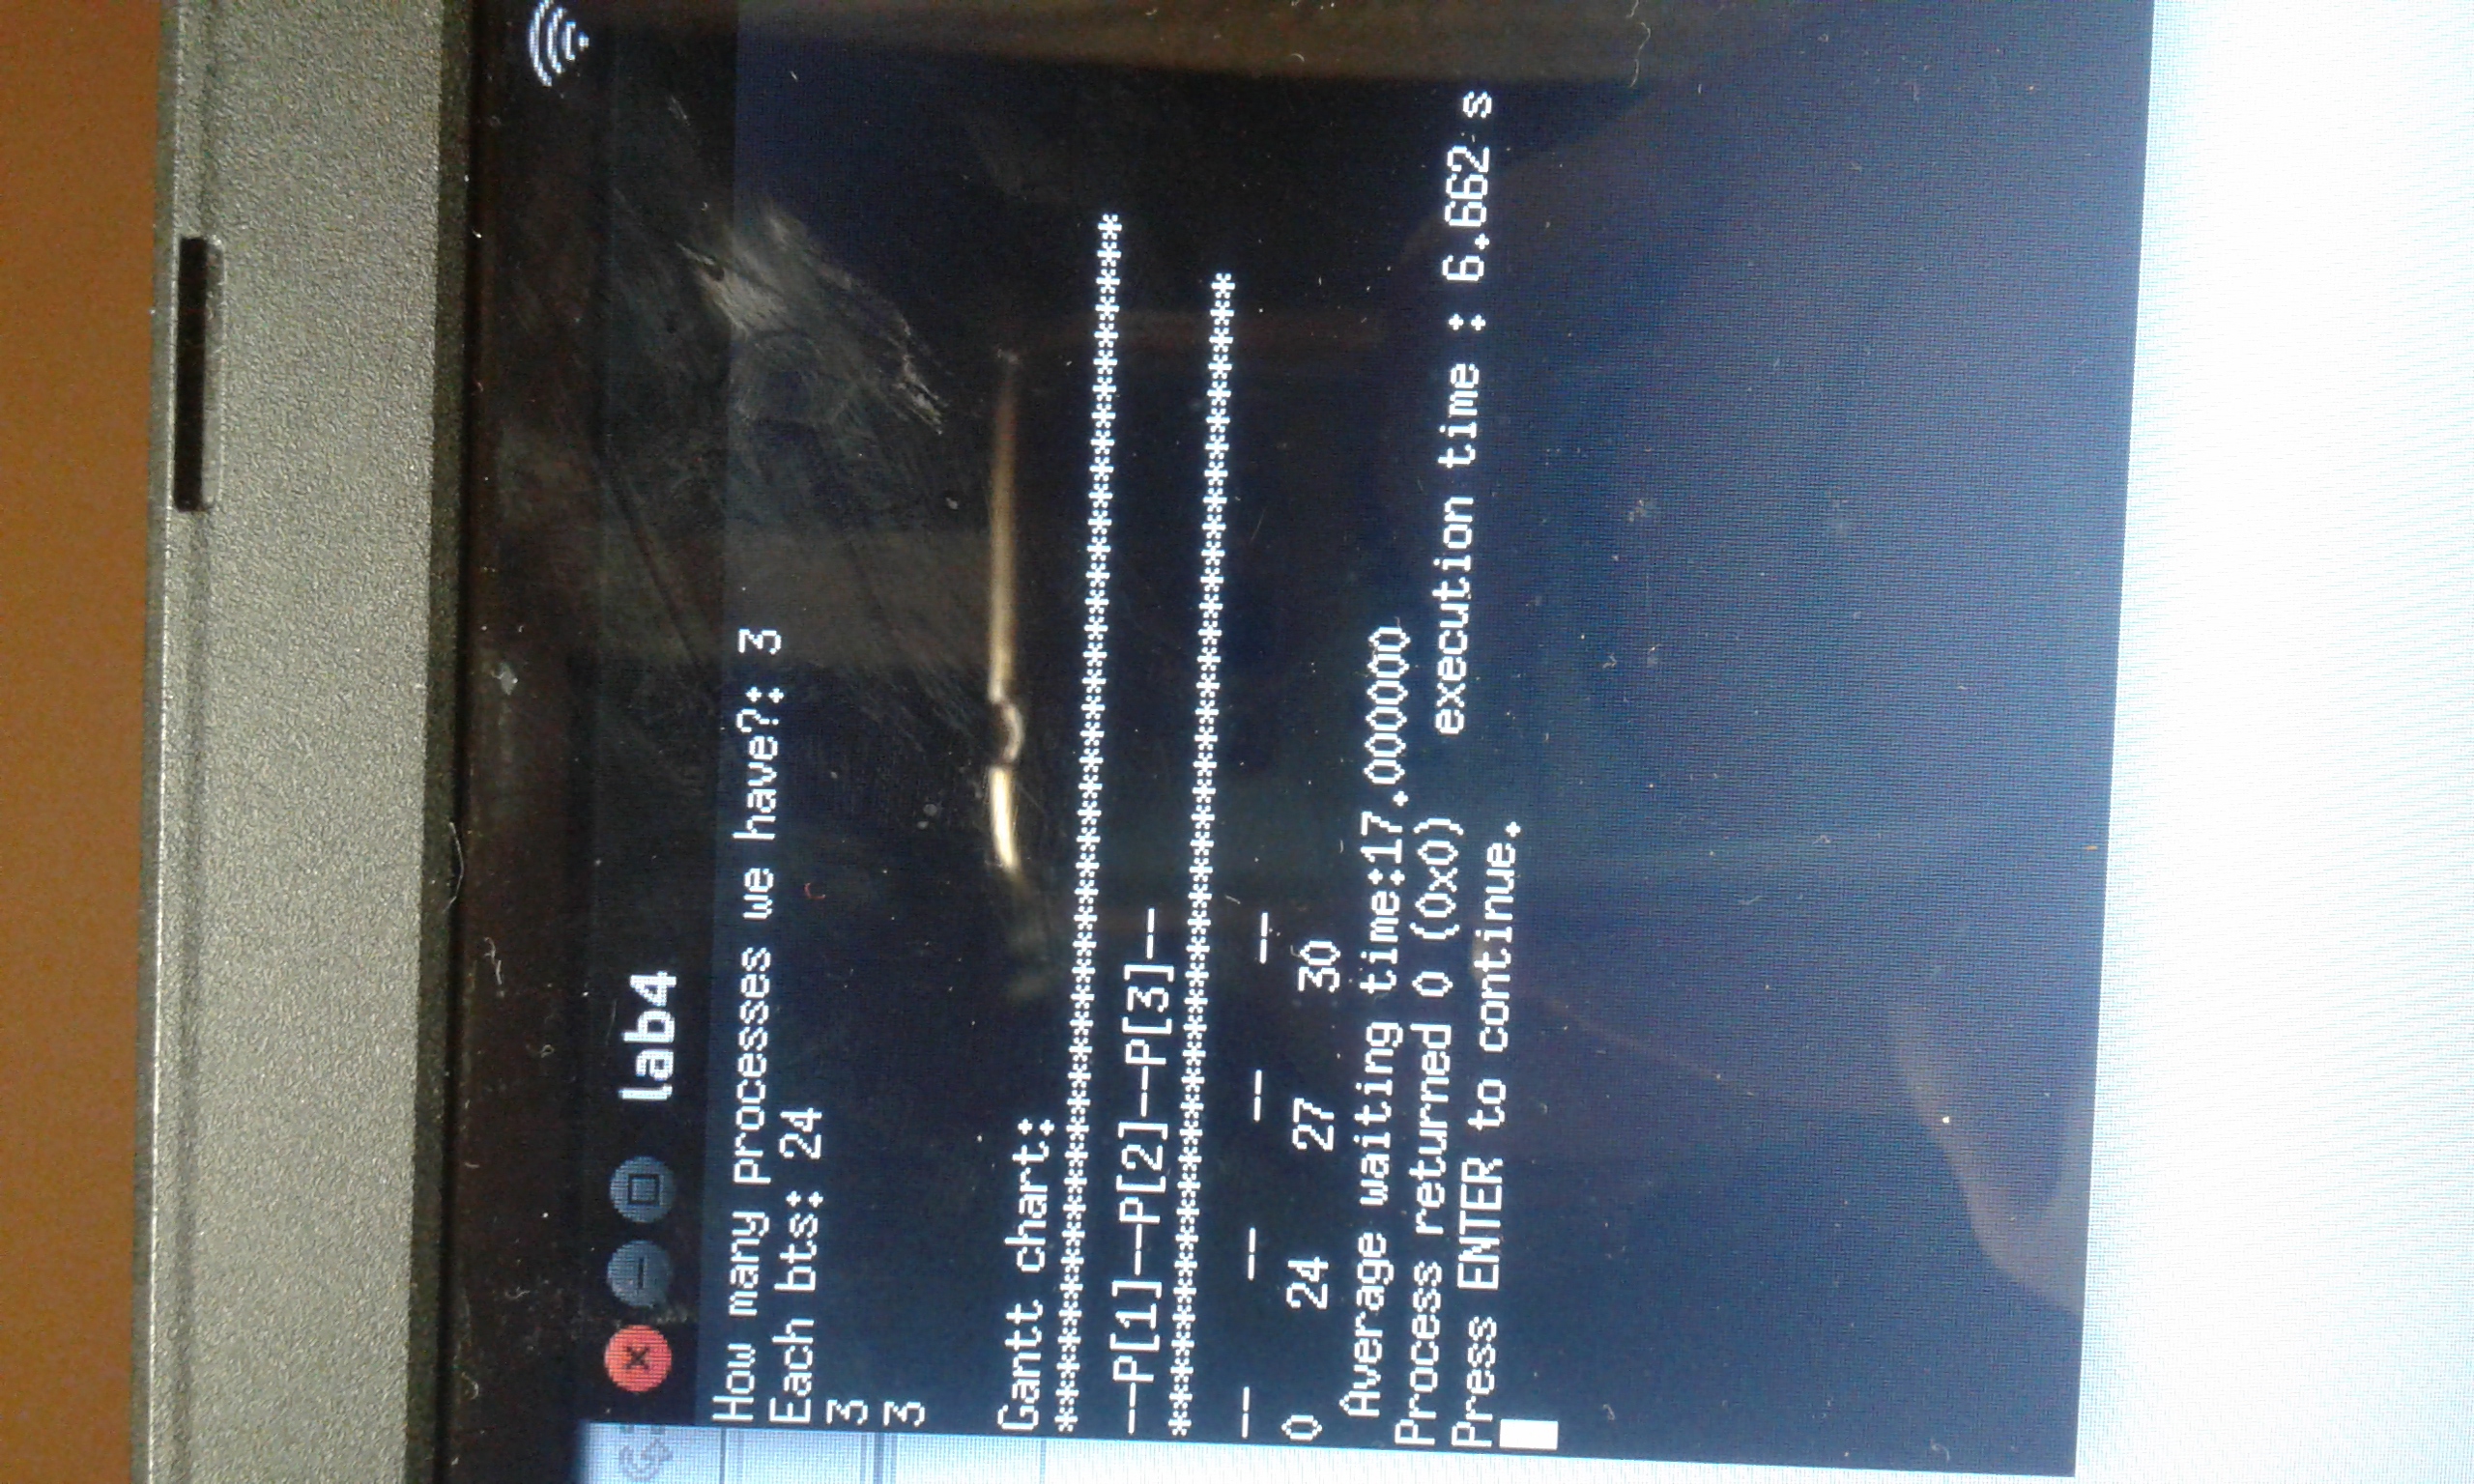 lab4
How many processes we have?: 3
Each bts: 24
3
3
Gantt chart:
*********************************************
--P[1]--P[2]--P[3]--
*******************************************
-- -- -- --
0 24 27 30
Average waiting time:17.000000
Process returned 0 (0x0) execution time : 6.662 s
Press ENTER to continue.